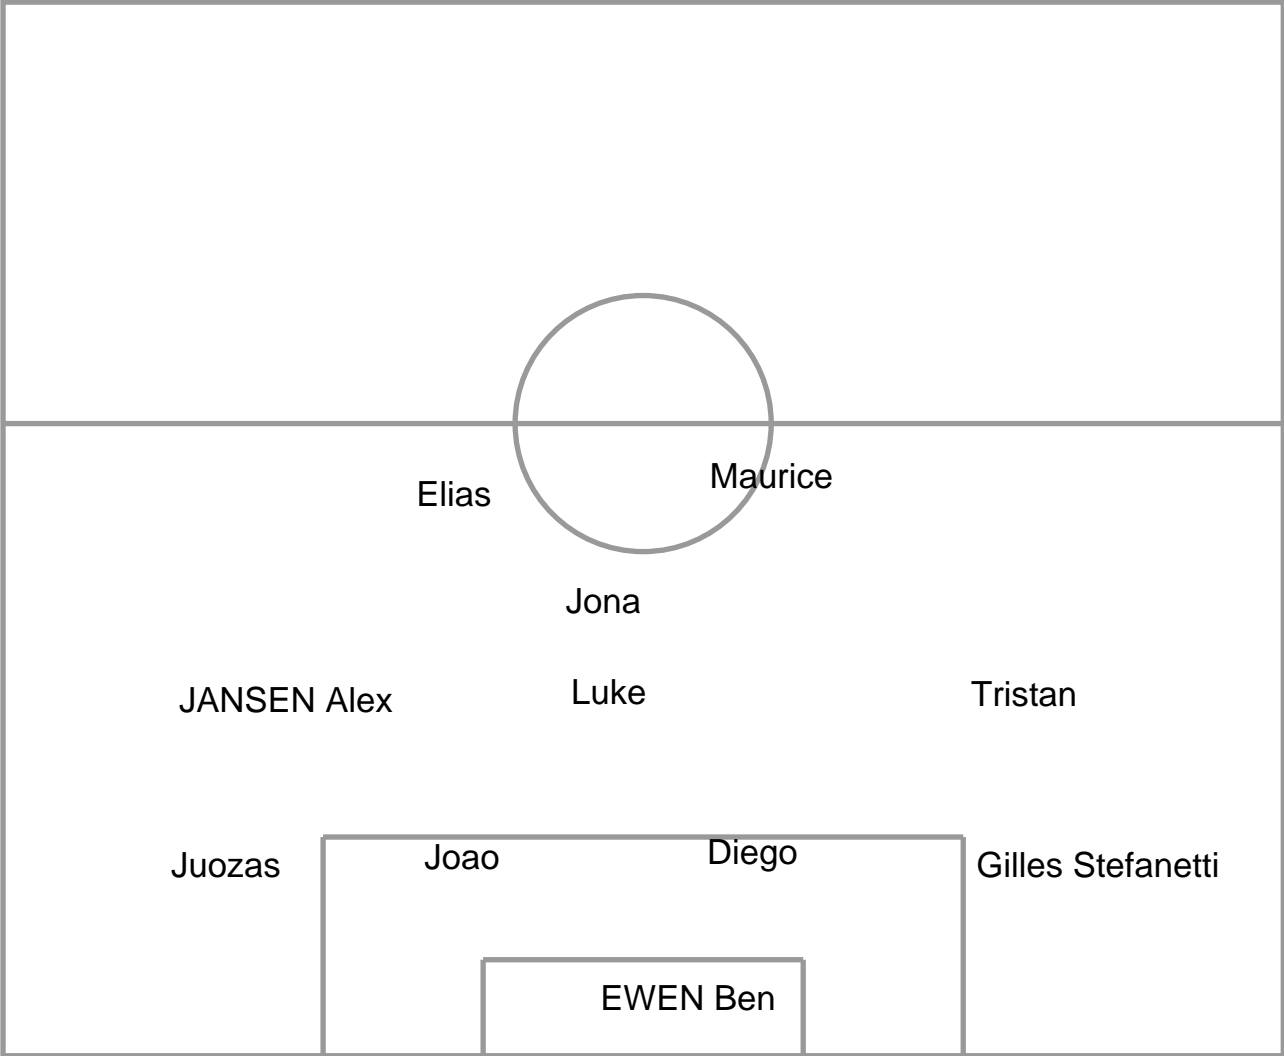 Elias
Maurice
Jona
JANSEN Alex
Luke
Tristan
Juozas
Joao
Diego
Gilles Stefanetti
EWEN Ben